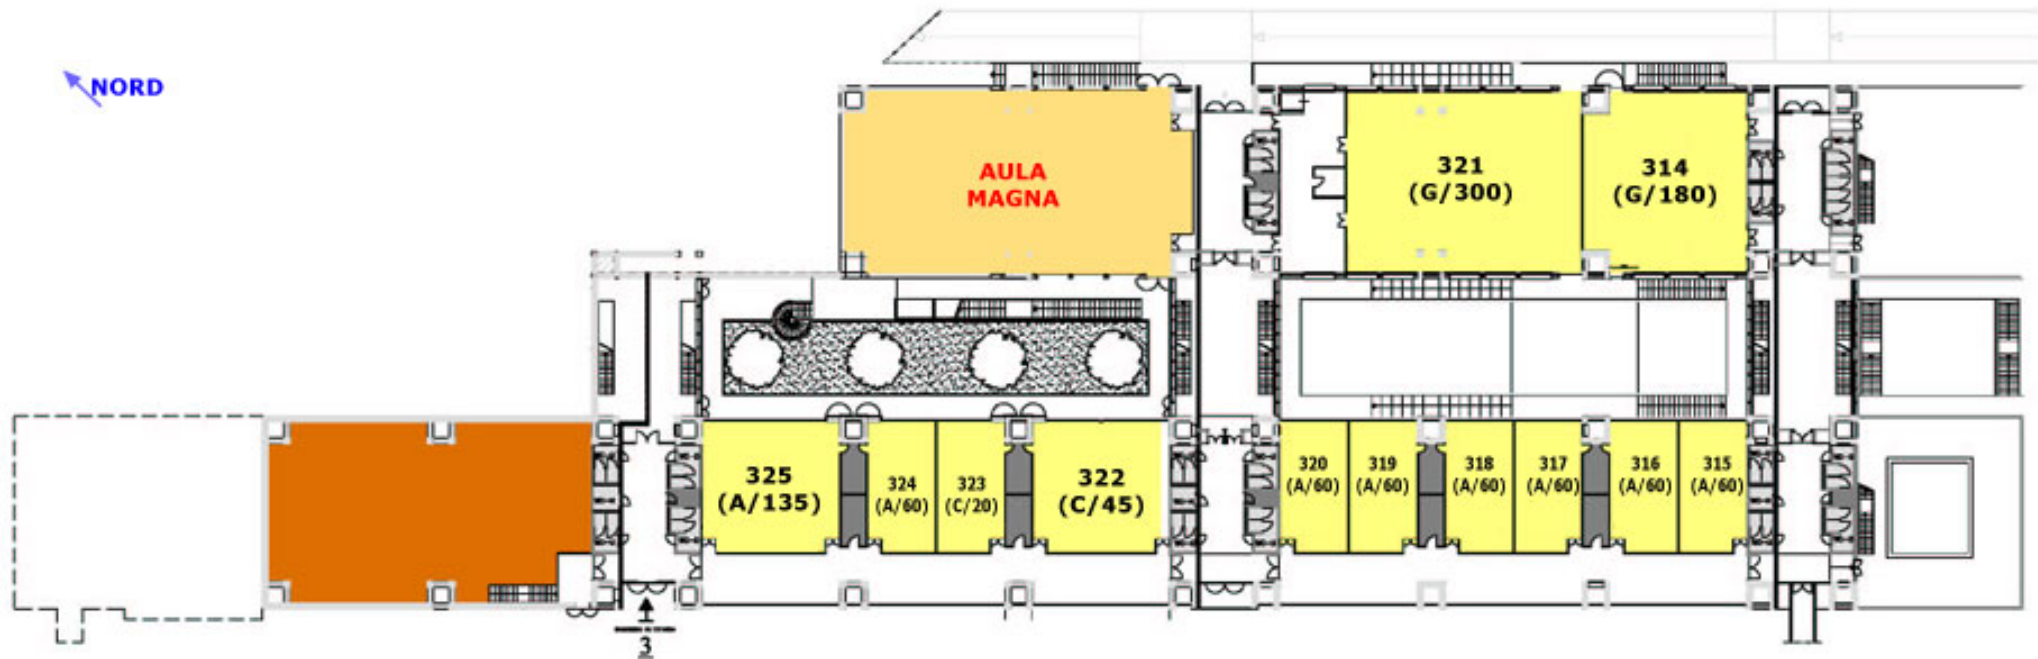 NORD
AULA
MAGNA
321
(G/300)
314
(G/180)
325
(A/135)
324
(A/60)
323
(C/20)
322
(C/45)
320
(A/60)
319
(A/60)
318
(A/60)
317
(A/60)
316
(A/60)
315
(A/60)
3